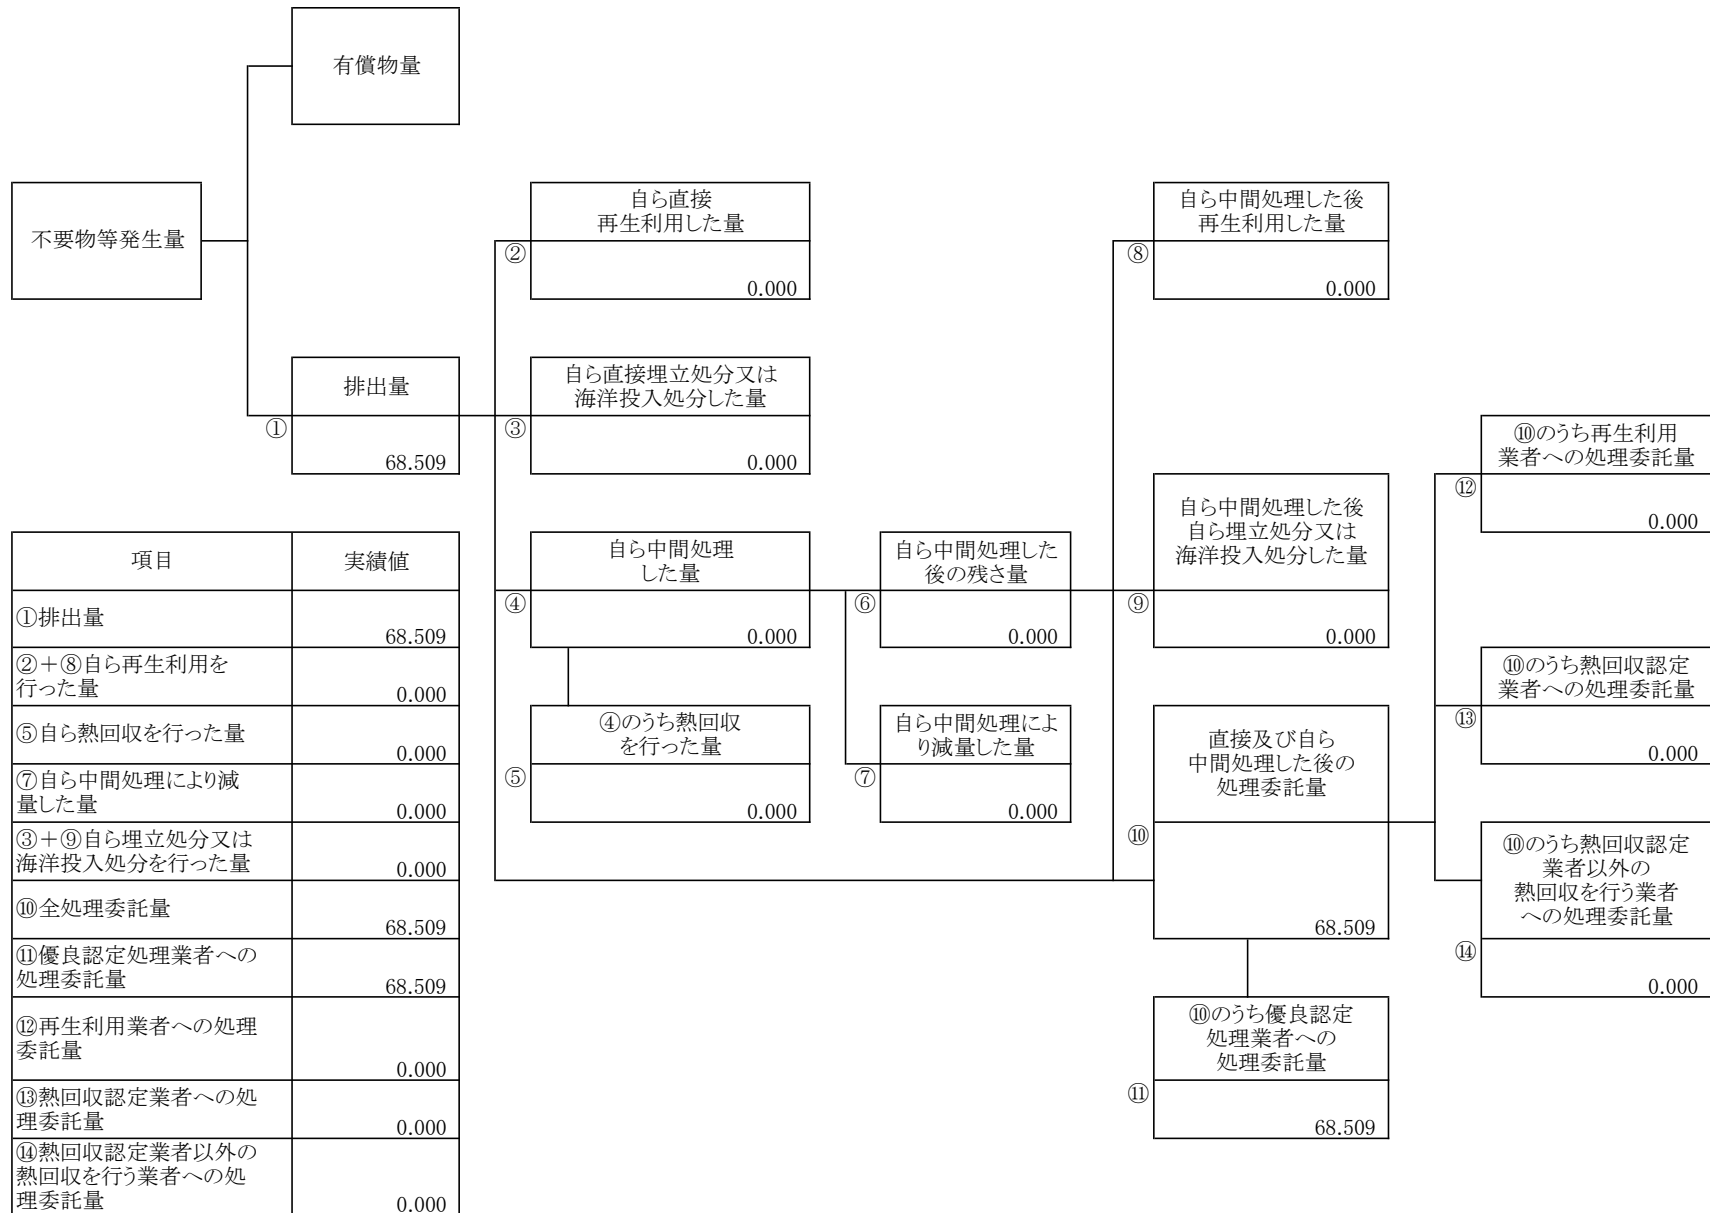 有償物量
不要物等発生量
自ら直接
再生利用した量
②
0.000
自ら中間処理した後
再生利用した量
⑧
0.000
排出量
①
68.509
自ら直接埋立処分又は
海洋投入処分した量
③
0.000
⑩のうち再生利用
業者への処理委託量
⑫
0.000
自ら中間処理
した量
④
0.000
自ら中間処理した
後の残さ量
⑥
0.000
自ら中間処理した後
自ら埋立処分又は
海洋投入処分した量
⑨
0.000
⑩のうち熱回収認定
業者への処理委託量
⑬
0.000
④のうち熱回収
を行った量
⑤
0.000
自ら中間処理によ
り減量した量
⑦
0.000
直接及び自ら
中間処理した後の
処理委託量
⑩
68.509
⑩のうち熱回収認定
業者以外の
熱回収を行う業者
への処理委託量
⑭
0.000
⑩のうち優良認定
処理業者への
処理委託量
⑪
68.509
項目 実績値
①排出量
68.509
②＋⑧自ら再生利用を
行った量
0.000
⑤自ら熱回収を行った量
0.000
⑦自ら中間処理により減
量した量
0.000
③＋⑨自ら埋立処分又は
海洋投入処分を行った量
0.000
⑩全処理委託量
68.509
⑪優良認定処理業者への
処理委託量
68.509
⑫再生利用業者への処理
委託量
0.000
⑬熱回収認定業者への処
理委託量
0.000
⑭熱回収認定業者以外の
熱回収を行う業者への処
理委託量
0.000